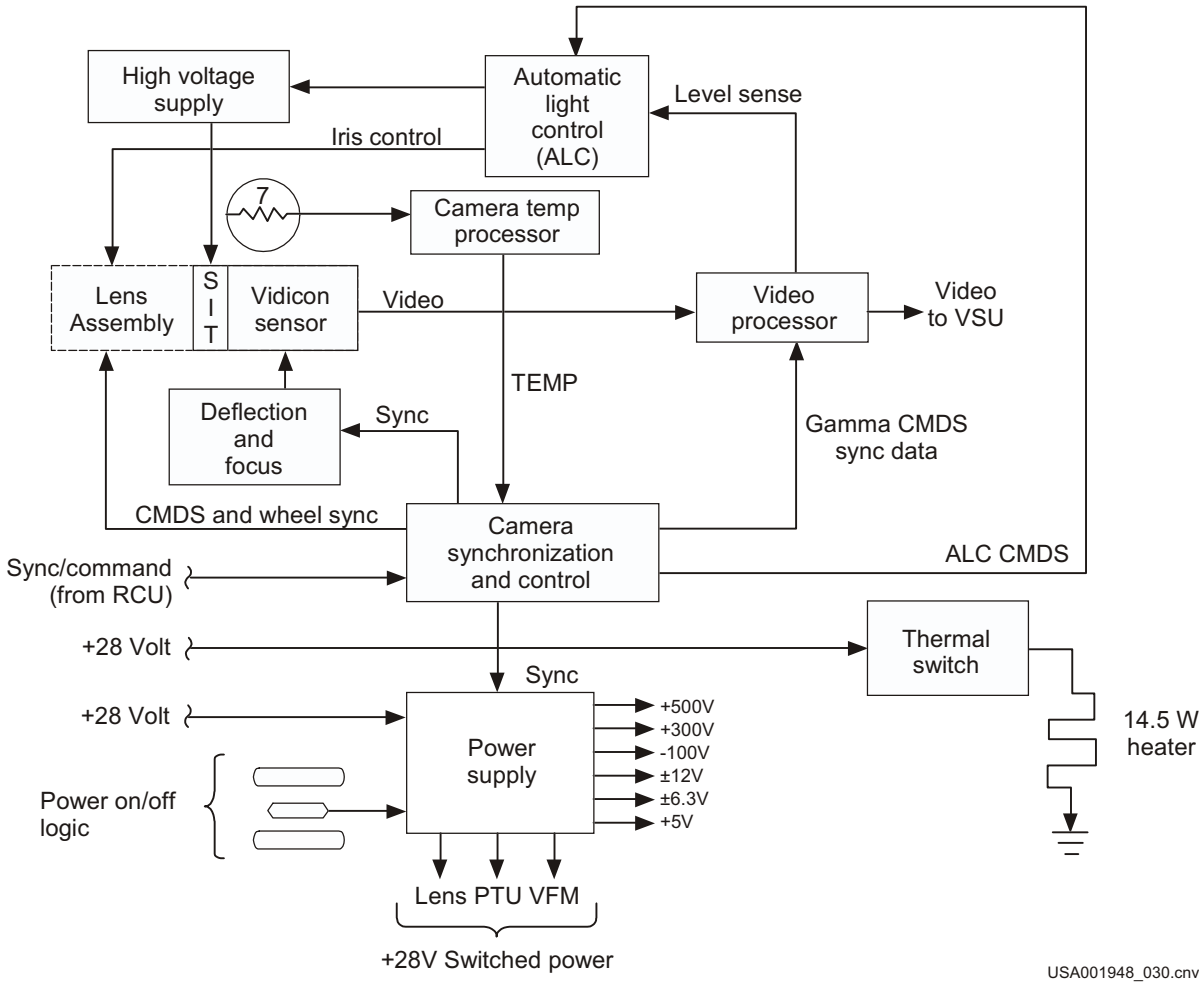 High voltage
supply
Automatic
light
control
(ALC)
Level sense
Iris control
7
Camera temp
processor
Lens
Assembly
S
I
T
Vidicon
sensor
Video
Video
processor
Video
to VSU
TEMP
Deflection
and
focus
Sync
Gamma CMDS
sync data
CMDS and wheel sync
Camera
synchronization
and control
ALC CMDS
Sync/command
(from RCU)
+28 Volt
Thermal
switch
Sync
+28 Volt
Power
supply
+500V
+300V
-100V
±12V
±6.3V
+5V
14.5 W
heater
Power on/off
logic
Lens PTU VFM
+28V Switched power
USA001948_030.cnv